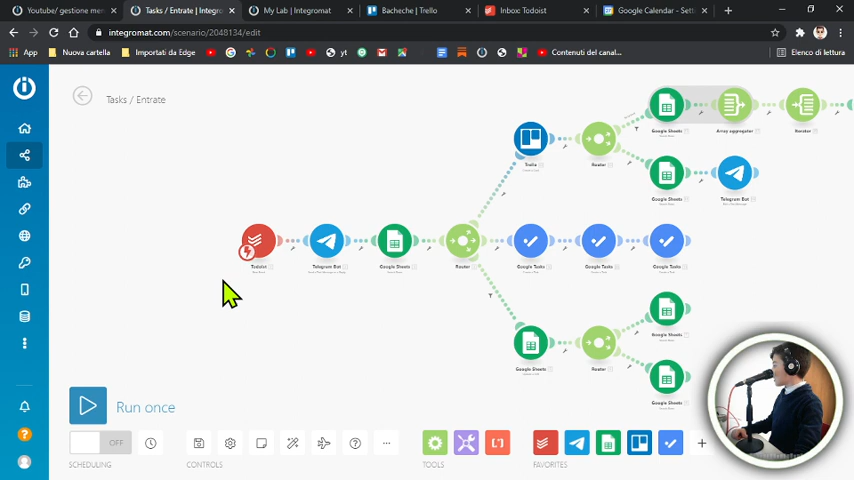 Youtube/ gestione men
Tasks / Entrate | Integrom
My Lab | Integromat
Bacheche | Trello
Inbox: Todoist
Google Calendar - Setti
integromat.com/scenario/2048134/edit
App
Nuova cartella
Importati da Edge
yt
Contenuti del canal...
Elenco di lettura
Tasks / Entrate
Google Sheets
Array aggregator
Iterator
Trello
Router
Google Sheets
Telegram Bot
Todoist
Telegram Bot
Google Sheets
Router
Google Tasks
Google Tasks
Google Tasks
Google Sheets
Google Sheets
Router
Google Sheets
Run once
OFF
SCHEDULING
CONTROLS
TOOLS
FAVORITES